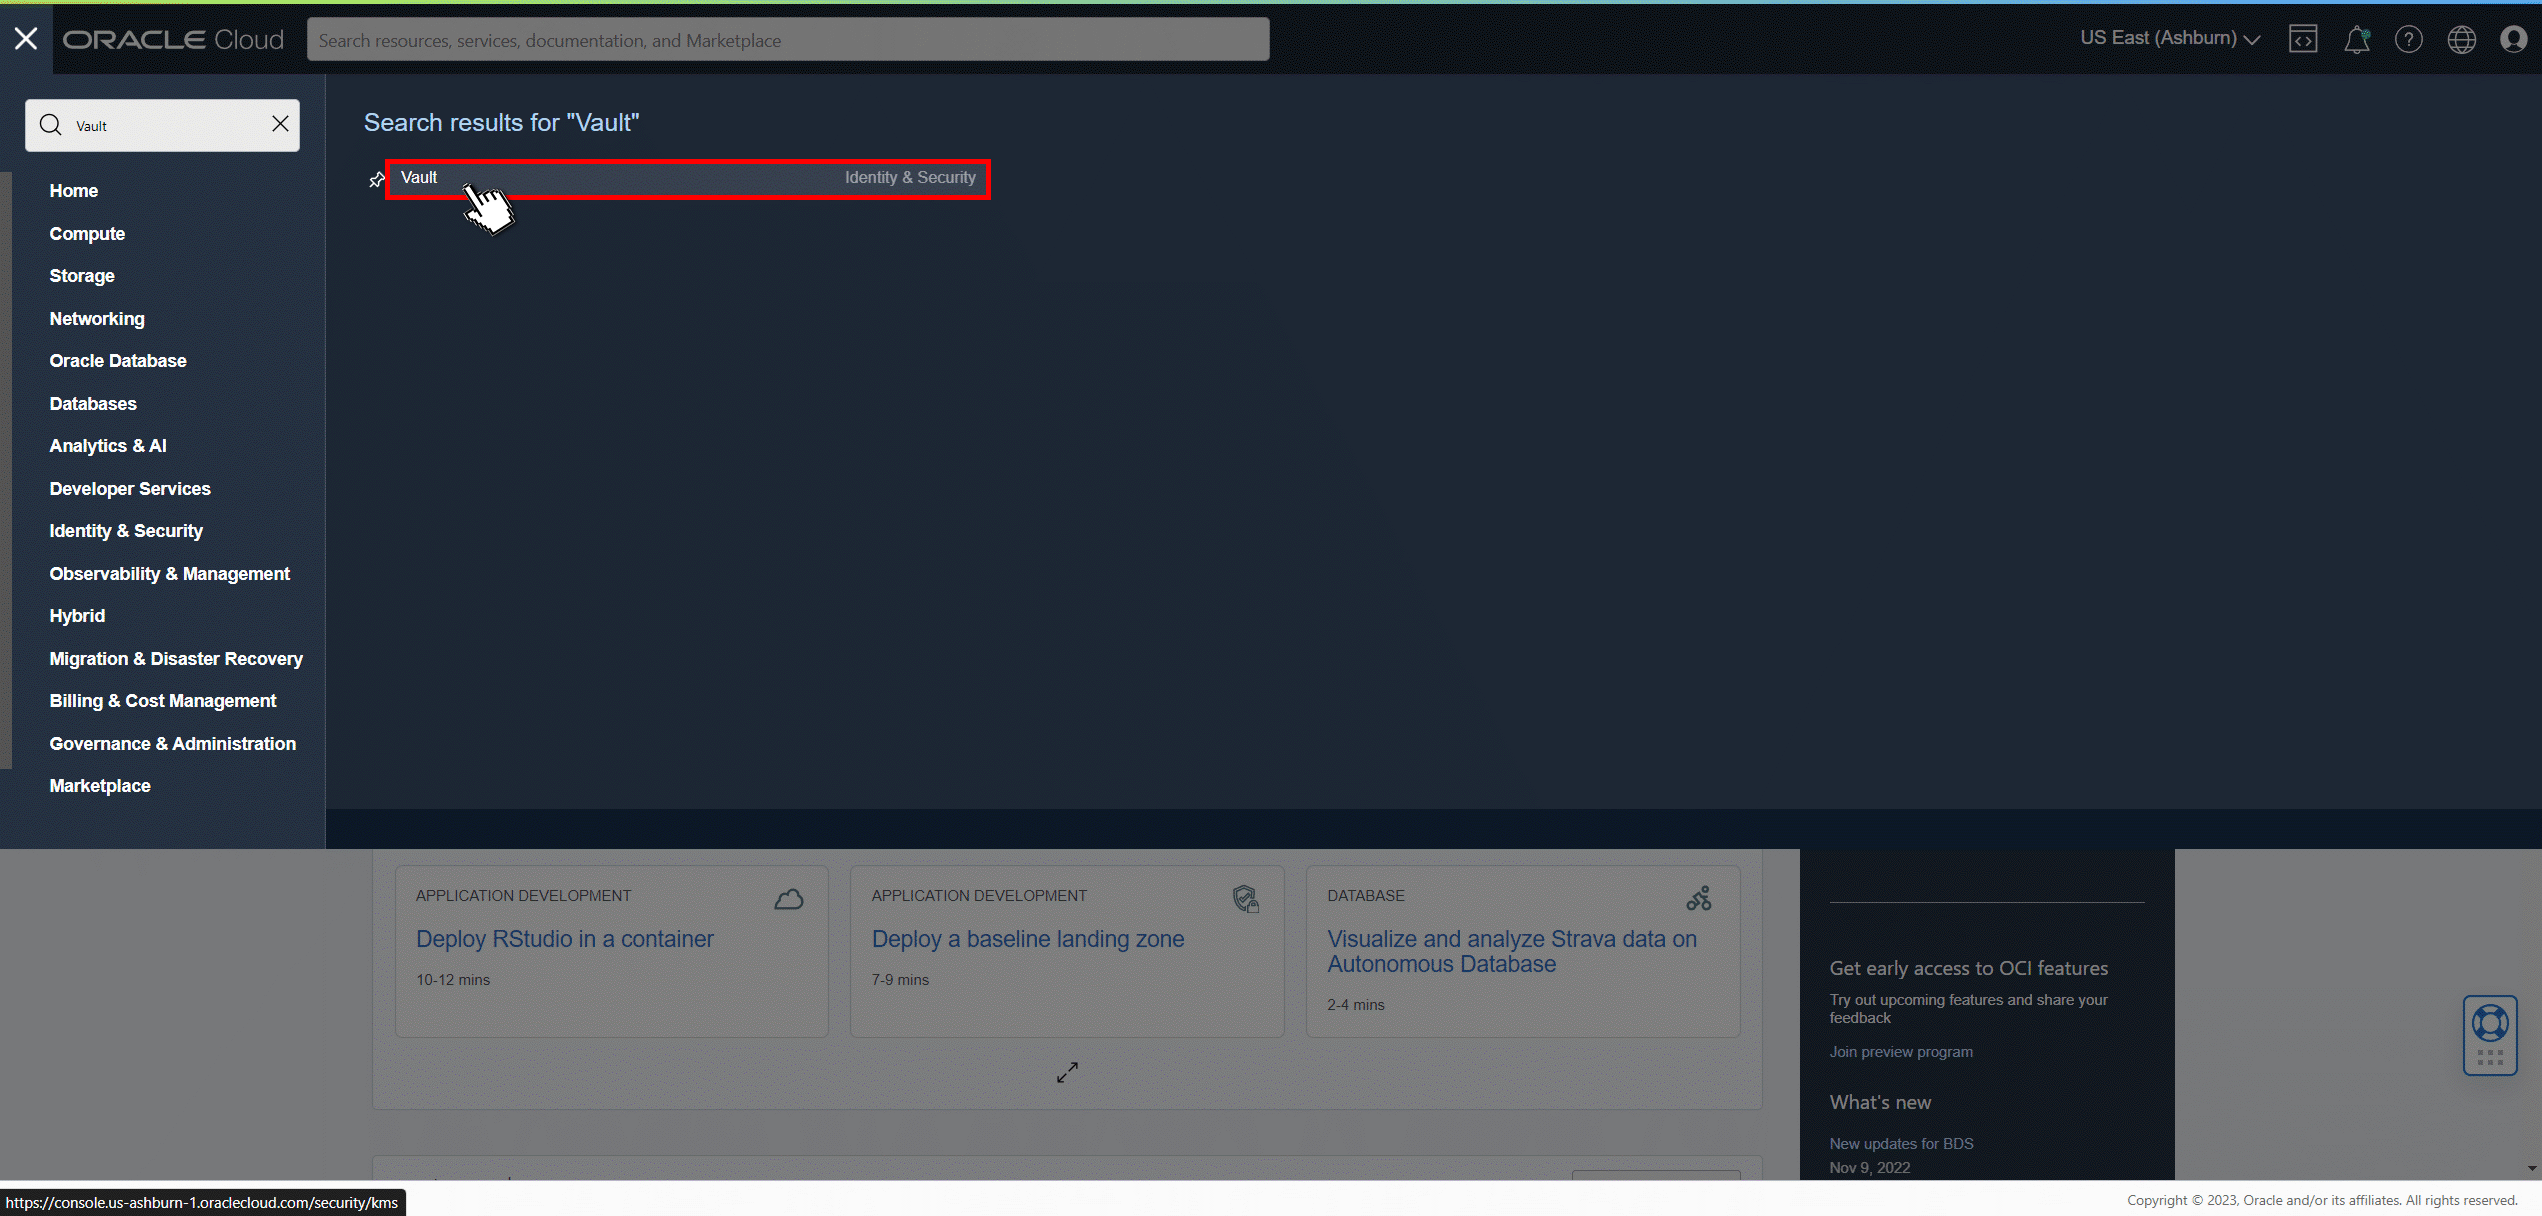 ORACLE Cloud
Search resources, services, documentation, and Marketplace
US East (Ashburn)
Vault
Home
Compute
Storage
Networking
Oracle Database
Databases
Analytics & AI
Developer Services
Identity & Security
Observability & Management
Hybrid
Migration & Disaster Recovery
Billing & Cost Management
Governance & Administration
Marketplace
Search results for "Vault"
Vault
Identity & Security
APPLICATION DEVELOPMENT
Deploy RStudio in a container
10-12 mins
APPLICATION DEVELOPMENT
Deploy a baseline landing zone
7-9 mins
DATABASE
Visualize and analyze Strava data on
Autonomous Database
2-4 mins
Get early access to OCI features
Try out upcoming features and share your
feedback
Join preview program
What's new
New updates for BDS
Nov 9, 2022
https://console.us-ashburn-1.oraclecloud.com/security/kms
Copyright © 2023, Oracle and/or its affiliates. All rights reserved.